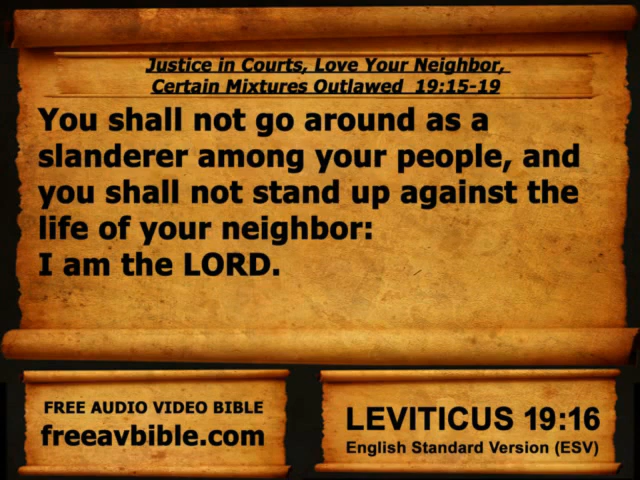 Justice in Courts, Love Your Neighbor,
Certain Mixtures Outlawed 19:15-19
You shall not go around as a
slanderer among your people, and
you shall not stand up against the
life of your neighbor:
I am the LORD.
FREE AUDIO VIDEO BIBLE
freeavbible.com
LEVITICUS 19:16
English Standard Version (ESV)